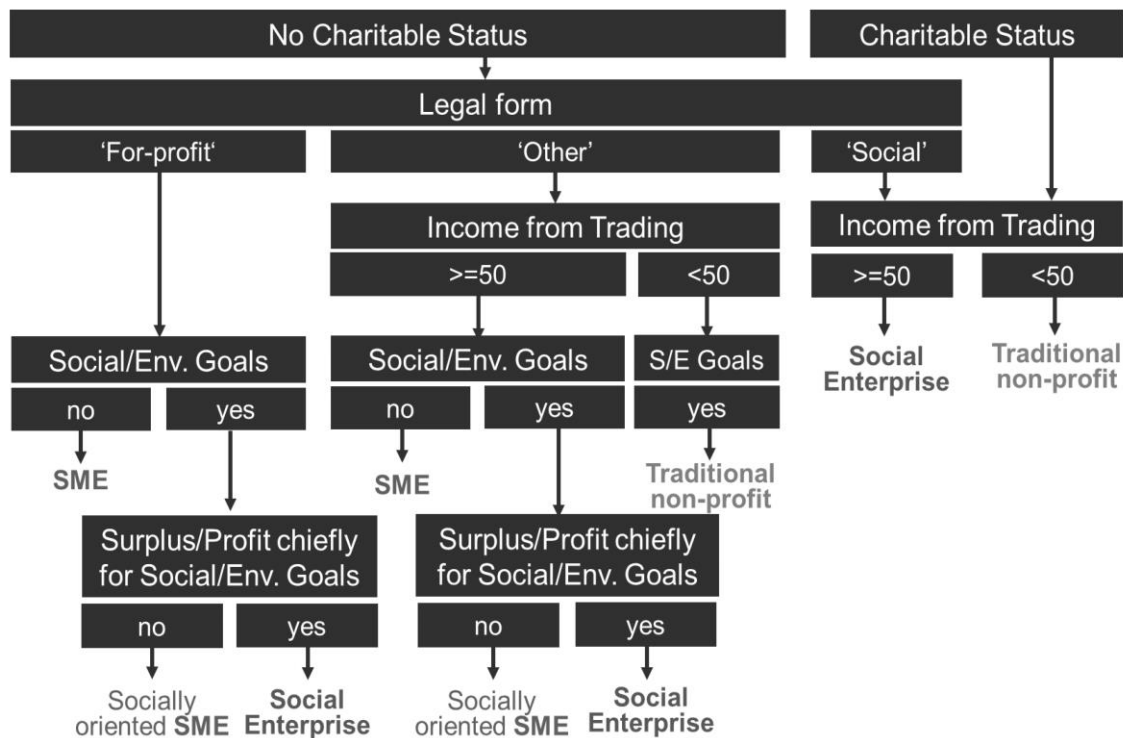 No Charitable Status
Charitable Status
Legal form
‘For-profit‘
‘Other’
‘Social’
Income from Trading
Income from Trading
>=50
<50
>=50
<50
Social/Env. Goals
Social/Env. Goals
S/E Goals
Social
Enterprise
Traditional
non-profit
no
yes
no
yes
yes
SME
SME
Traditional
non-profit
Surplus/Profit chiefly
for Social/Env. Goals
Surplus/Profit chiefly
for Social/Env. Goals
no
yes
no
yes
Socially
oriented SME
Social
Enterprise
Socially
oriented SME
Social
Enterprise